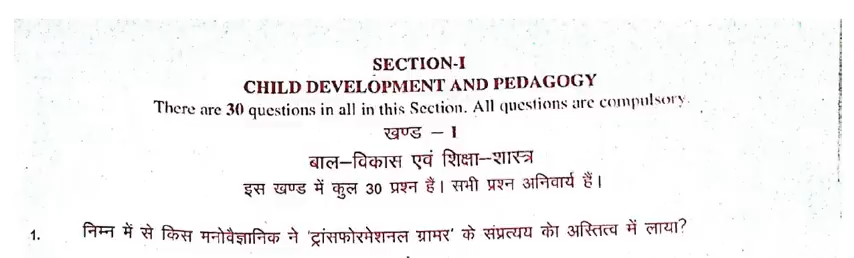 SECTION-I
CHILD DEVELOPMENT AND PEDAGOGY
There are 30 questions in all in this Section. All questions are compulsory.
खण्ड – I
बाल–विकास एवं शिक्षा–शास्त्र
इस खण्ड में कुल 30 प्रश्न है। सभी प्रश्न अनिवार्य हैं।
1. निम्न में से किस मनोवैज्ञानिक ने 'ट्रांसफोरमेशनल ग्रामर' के संप्रत्यय को अस्तित्व में लाया?